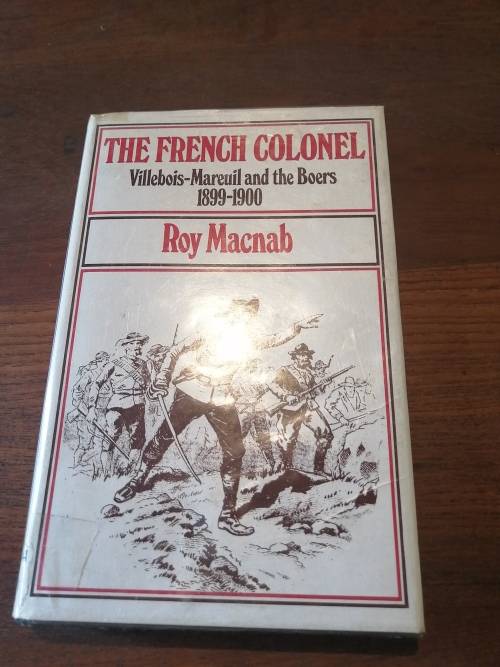 THE FRENCH COLONEL
Villebois-Mareuil and the Boers
1899-1900
Roy Macnab